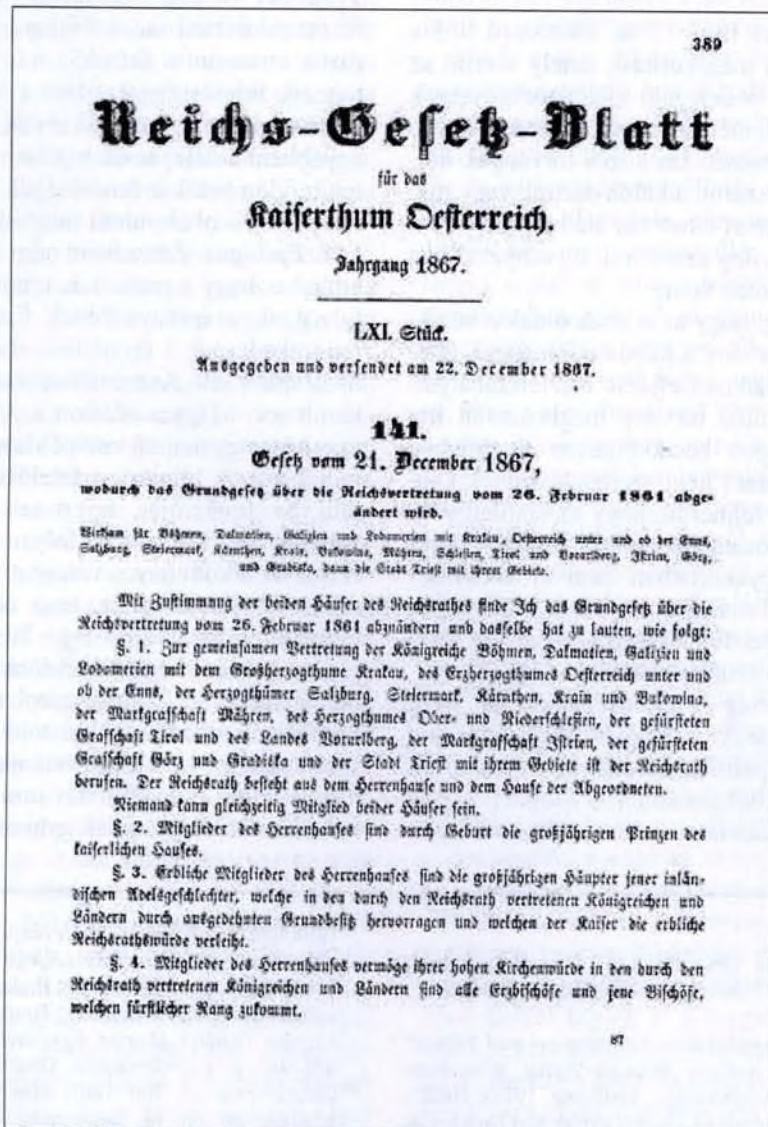 389
Reichs-Gesetz-Blatt
für das
Kaiserthum Oesterreich.
Jahrgang 1867.
LXI. Stück.
Ausgegeben und versendet am 22. December 1867.
141.
Gesetz vom 21. December 1867,
wodurch das Grundgesetz über die Reichsvertretung vom 26. Februar 1861 abge-
ändert wird.
Wirksam für Böhmen, Dalmatien, Galizien und Lodomerien mit Krakau, Oesterreich unter und ob der Enns,
Salzburg, Steiermark, Kärnthen, Krain, Bukowina, Mähren, Schlesien, Tirol und Vorarlberg, Istrien, Görz,
und Gradiska, dann die Stadt Triest mit ihrem Gebiete.
Mit Zustimmung der beiden Häuser des Reichsrathes finde Ich das Grundgesetz über die
Reichsvertretung vom 26. Februar 1861 abzuändern und dasselbe hat zu lauten, wie folgt:
§. 1. Zur gemeinsamen Vertretung der Königreiche Böhmen, Dalmatien, Galizien und
Lodomerien mit dem Großherzogthume Krakau, des Erzherzogthumes Oesterreich unter und
ob der Enns, der Herzogthümer Salzburg, Steiermark, Kärnthen, Krain und Bukowina,
der Markgrafschaft Mähren, des Herzogthumes Ober- und Niederschlesien, der gefürsteten
Grafschaft Tirol und des Landes Vorarlberg, der Markgrafschaft Istrien, der gefürsteten
Grafschaft Görz und Gradiska und der Stadt Triest mit ihrem Gebiete ist der Reichsrath
berufen. Der Reichsrath besteht aus dem Herrenhause und dem Hause der Abgeordneten.
Niemand kann gleichzeitig Mitglied beider Häuser sein.
§. Mitglieder des Herrenhauses sind durch Geburt die großjährigen Prinzen des
kaiserlichen Hauses.
§. 3. Erbliche Mitglieder des Herrenhauses sind die großjährigen Häupter jener inlän-
dischen Adelsgeschlechter, welche in den durch den Reichsrath vertretenen Königreichen und
Ländern durch ausgedehnten Grundbesitz hervorragen und welchen der Kaiser die erbliche
Reichsrathswürde verleiht.
§. 4. Mitglieder des Herrenhauses vermöge ihrer hohen Kirchenwürde in den durch den
Reichsrath vertretenen Königreichen und Ländern sind alle Erzbischöfe und jene Bischöfe,
welchen fürstlicher Rang zukommt.
87